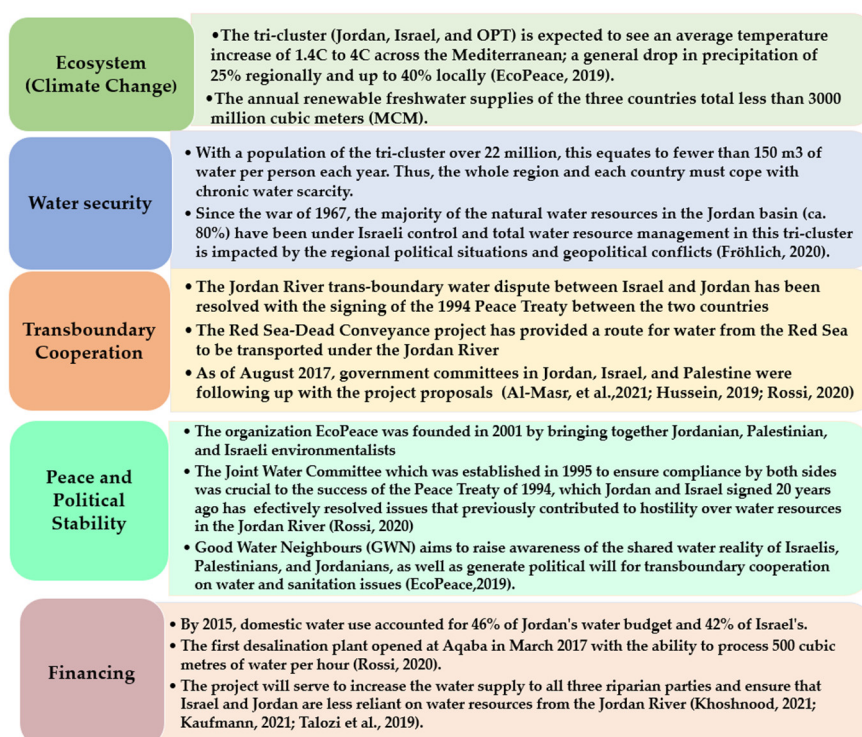 Ecosystem
(Climate Change)
•The tri-cluster (Jordan, Israel, and OPT) is expected to see an average temperature
increase of 1.4C to 4C across the Mediterranean; a general drop in precipitation of
25% regionally and up to 40% locally (EcoPeace, 2019).
•The annual renewable freshwater supplies of the three countries total less than 3000
million cubic meters (MCM).
Water security
• With a population of the tri-cluster over 22 million, this equates to fewer than 150 m3 of
water per person each year. Thus, the whole region and each country must cope with
chronic water scarcity.
• Since the war of 1967, the majority of the natural water resources in the Jordan basin (ca.
80%) have been under Israeli control and total water resource management in this tri-cluster
is impacted by the regional political situations and geopolitical conflicts (Fröhlich, 2020).
Transboundary
Cooperation
• The Jordan River trans-boundary water dispute between Israel and Jordan has been
resolved with the signing of the 1994 Peace Treaty between the two countries
• The Red Sea-Dead Conveyance project has provided a route for water from the Red Sea
to be transported under the Jordan River
• As of August 2017, government committees in Jordan, Israel, and Palestine were
following up with the project proposals (Al-Masr, et al.,2021; Hussein, 2019; Rossi, 2020)
Peace and
Political
Stability
• The organization EcoPeace was founded in 2001 by bringing together Jordanian, Palestinian,
and Israeli environmentalists
• The Joint Water Committee which was established in 1995 to ensure compliance by both sides
was crucial to the success of the Peace Treaty of 1994, which Jordan and Israel signed 20 years
ago has efectively resolved issues that previously contributed to hostility over water resources
in the Jordan River (Rossi, 2020)
• Good Water Neighbours (GWN) aims to raise awareness of the shared water reality of Israelis,
Palestinians, and Jordanians, as well as generate political will for transboundary cooperation
on water and sanitation issues (EcoPeace,2019).
Financing
• By 2015, domestic water use accounted for 46% of Jordan's water budget and 42% of Israel's.
• The first desalination plant opened at Aqaba in March 2017 with the ability to process 500 cubic
metres of water per hour (Rossi, 2020).
• The project will serve to increase the water supply to all three riparian parties and ensure that
Israel and Jordan are less reliant on water resources from the Jordan River (Khoshnood, 2021;
Kaufmann, 2021; Talozi et al., 2019).